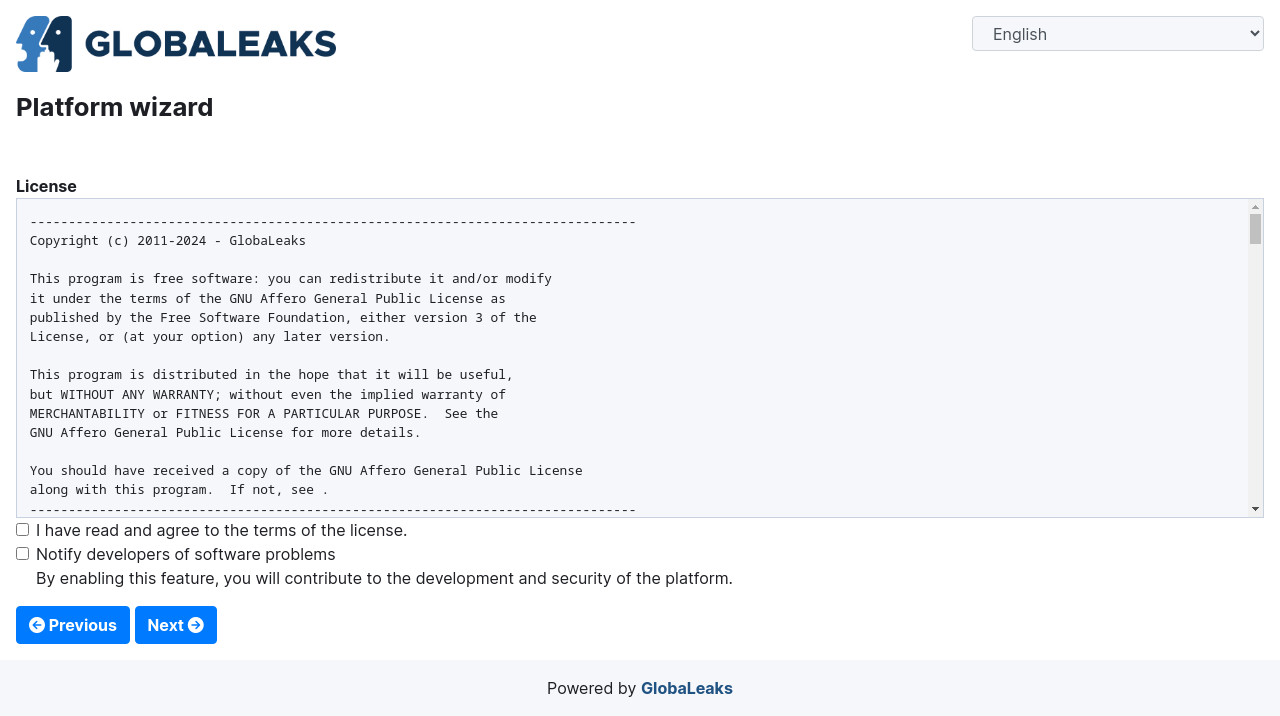 GLOBALEAKS
English
Platform wizard
License
-------------------------------------------------------------------------------
Copyright (c) 2011-2024 - GlobaLeaks
This program is free software: you can redistribute it and/or modify
it under the terms of the GNU Affero General Public License as
published by the Free Software Foundation, either version 3 of the
License, or (at your option) any later version.
This program is distributed in the hope that it will be useful,
but WITHOUT ANY WARRANTY; without even the implied warranty of
MERCHANTABILITY or FITNESS FOR A PARTICULAR PURPOSE.  See the
GNU Affero General Public License for more details.
You should have received a copy of the GNU Affero General Public License
along with this program.  If not, see .
-------------------------------------------------------------------------------
I have read and agree to the terms of the license.
Notify developers of software problems
By enabling this feature, you will contribute to the development and security of the platform.
Previous Next
Powered by GlobaLeaks